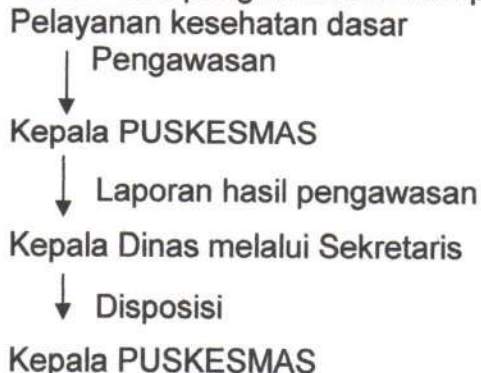 Pelayanan kesehatan dasar
Pengawasan
Kepala PUSKESMAS
Laporan hasil pengawasan
Kepala Dinas melalui Sekretaris
Disposisi
Kepala PUSKESMAS